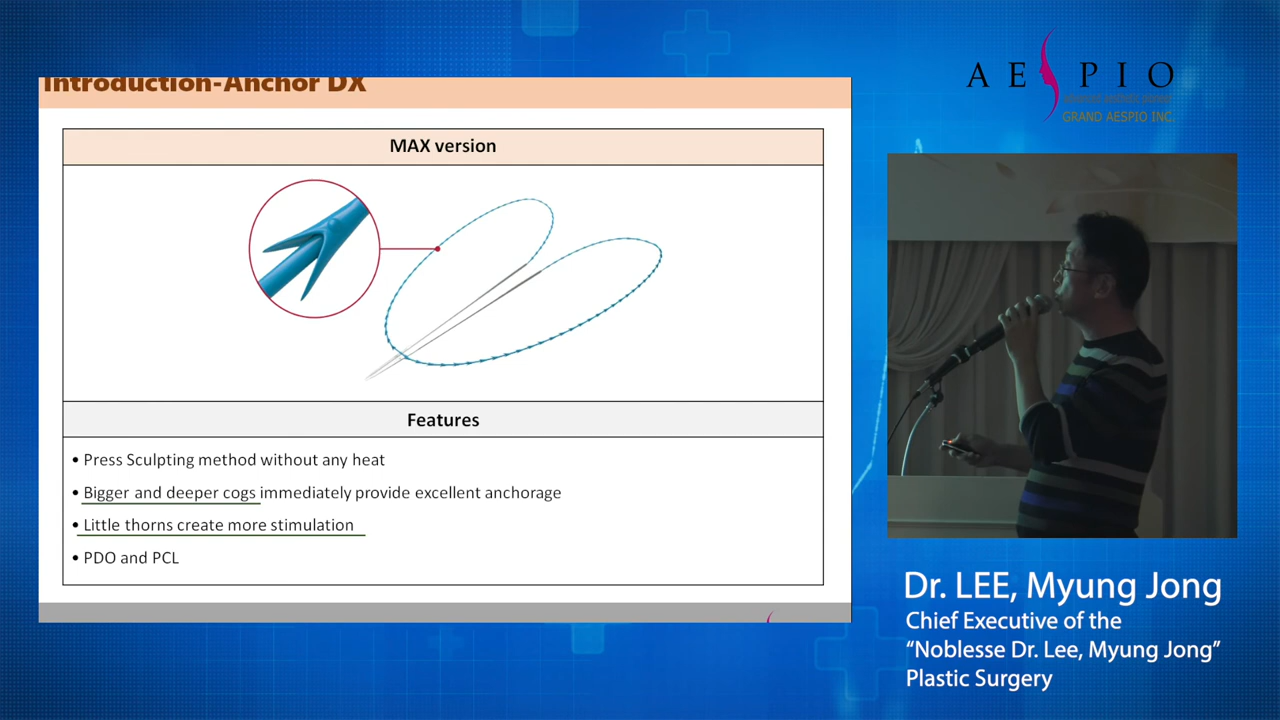 Introduction-Anchor DX
MAX version
Features
• Press Sculpting method without any heat
• Bigger and deeper cogs immediately provide excellent anchorage
• Little thorns create more stimulation
• PDO and PCL
AESPIO
GRAND AESPIO INC.
Dr. LEE, Myung Jong
Chief Executive of the
“Noblesse Dr. Lee, Myung Jong”
Plastic Surgery